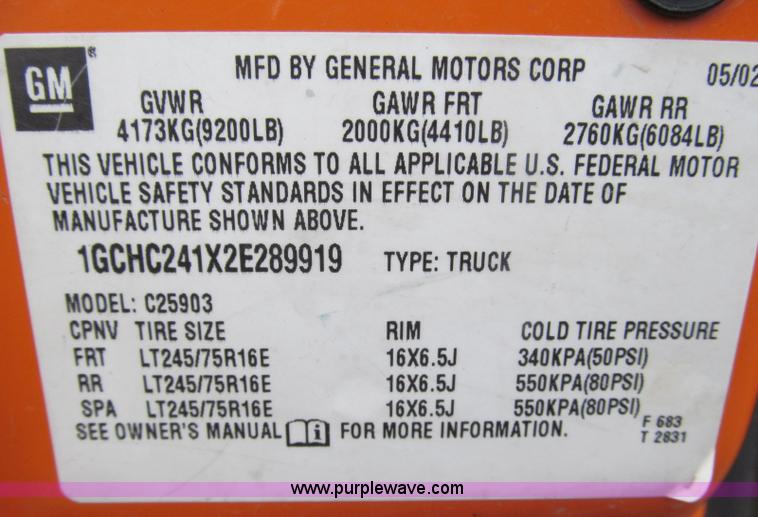 GM®
MFD BY GENERAL MOTORS CORP 05/02
GVWR GAWR FRT GAWR RR
4173KG(9200LB) 2000KG(4410LB) 2760KG(6084LB)
THIS VEHICLE CONFORMS TO ALL APPLICABLE U.S. FEDERAL MOTOR
VEHICLE SAFETY STANDARDS IN EFFECT ON THE DATE OF
MANUFACTURE SHOWN ABOVE.
1GCHC241X2E289919 TYPE: TRUCK
MODEL: C25903
CPNV TIRE SIZE RIM COLD TIRE PRESSURE
FRT LT245/75R16E 16X6.5J 340KPA(50PSI)
RR LT245/75R16E 16X6.5J 550KPA(80PSI)
SPA LT245/75R16E 16X6.5J 550KPA(80PSI)
SEE OWNER'S MANUAL i FOR MORE INFORMATION. F 683
T 2831
www.purplewave.com